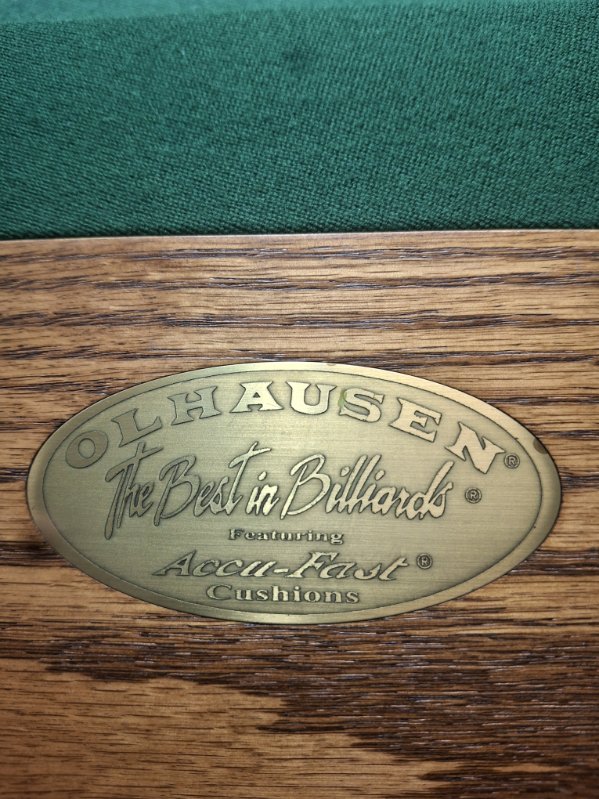 OLHAUSEN®
The Best in Billiards®
Featuring
Accu-Fast®
Cushions